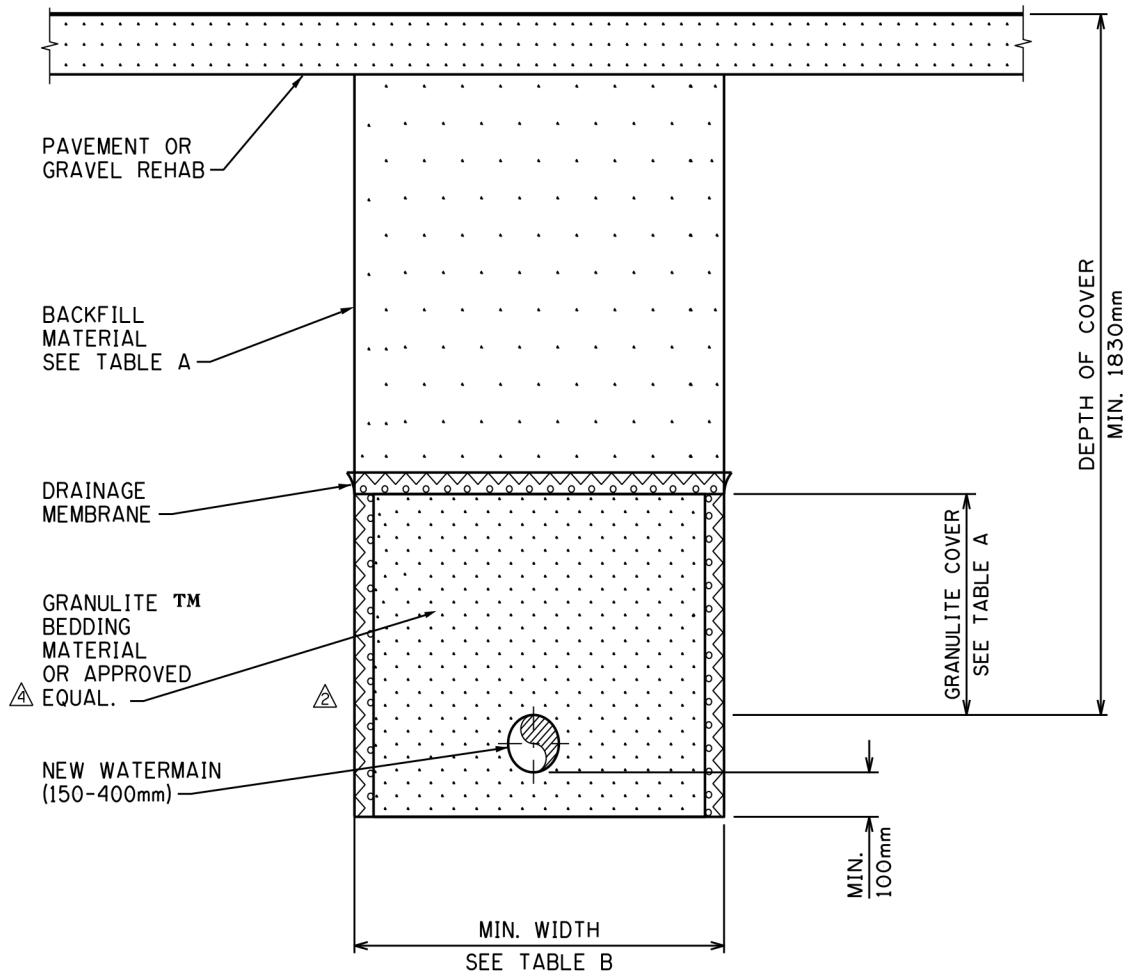 PAVEMENT OR
GRAVEL REHAB
BACKFILL
MATERIAL
SEE TABLE A
DRAINAGE
MEMBRANE
GRANULITE TM
BEDDING
MATERIAL
OR APPROVED
4 EQUAL.
2
NEW WATERMAIN
(150-400mm)
DEPTH OF COVER
MIN. 1830mm
GRANULITE COVER
SEE TABLE A
MIN.
100mm
MIN. WIDTH
SEE TABLE B